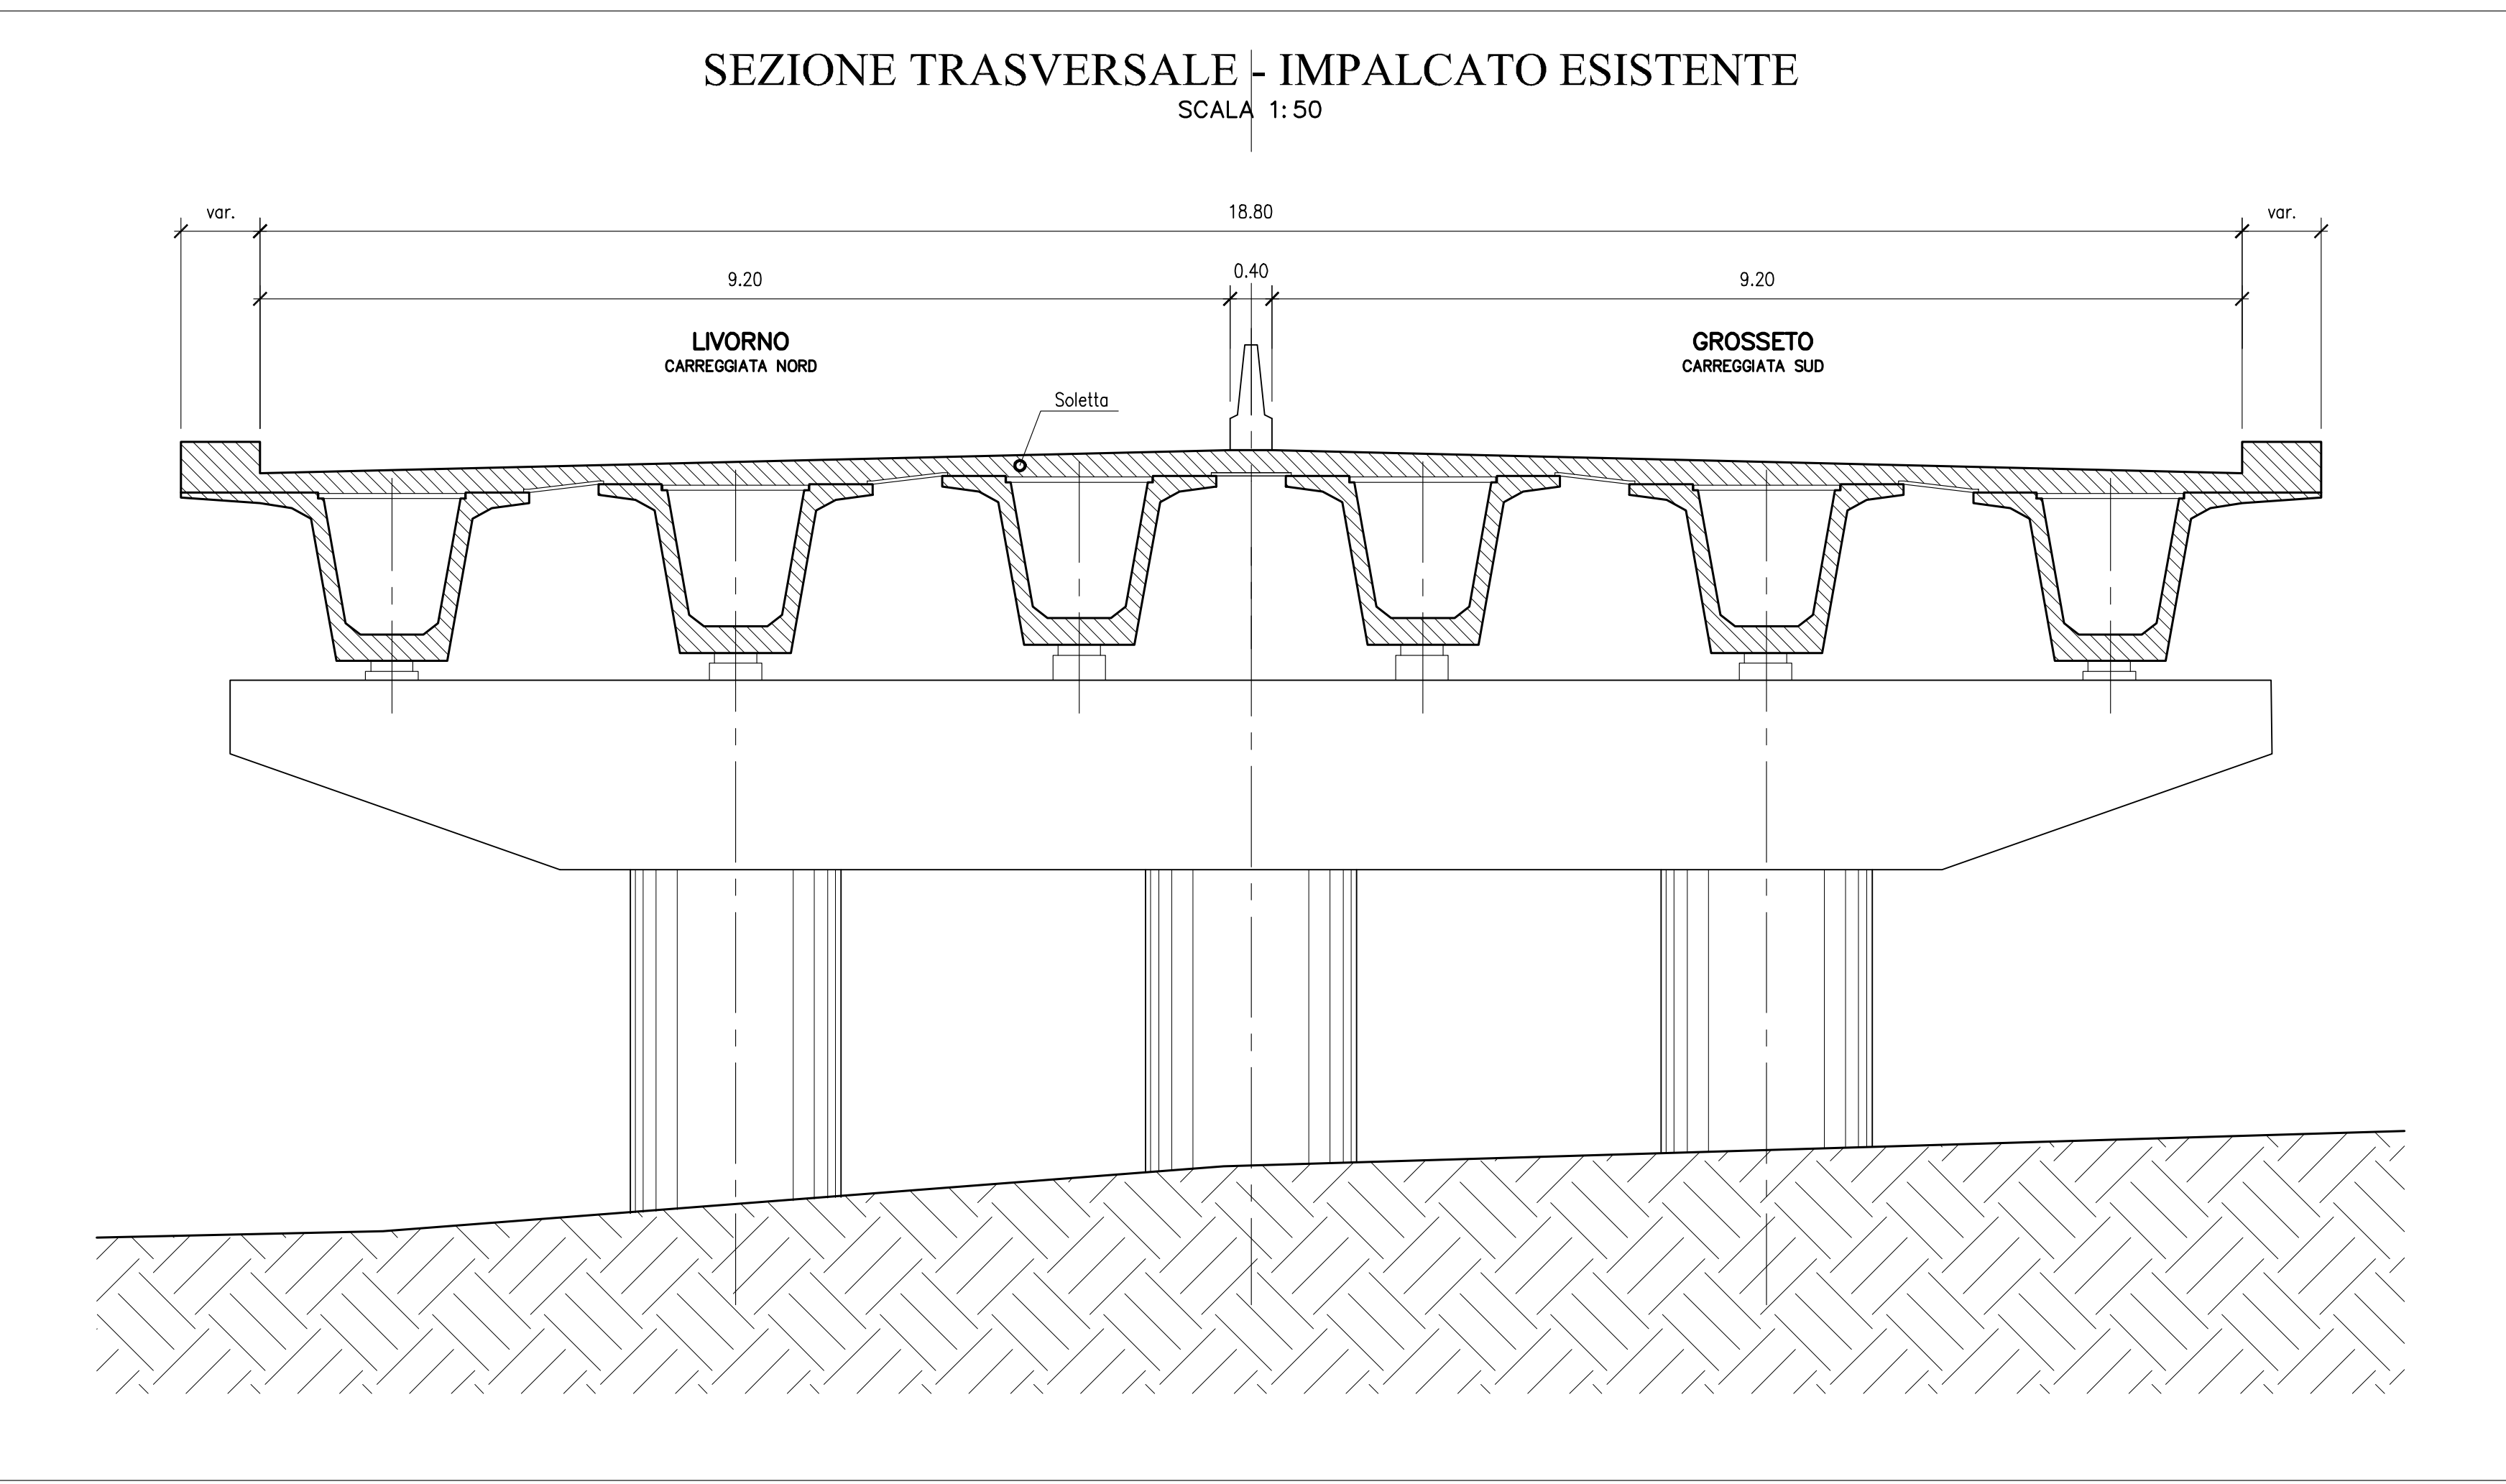 SEZIONE TRASVERSALE - IMPALCATO ESISTENTE
SCALA 1:50
var.
18.80
var.
9.20
0.40
9.20
LIVORNO
CARREGGIATA NORD
GROSSETO
CARREGGIATA SUD
Soletta